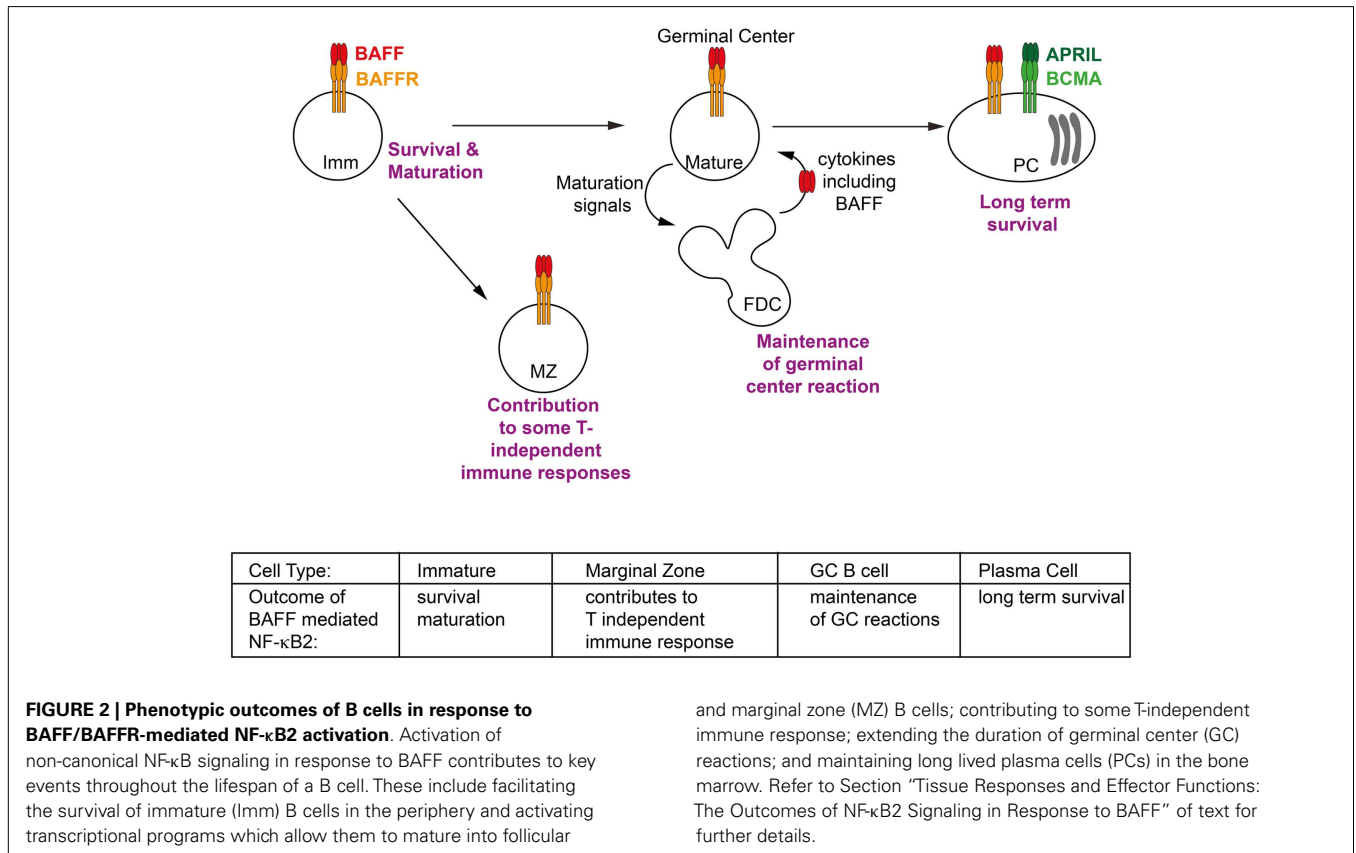 Germinal Center
BAFF
BAFFR
APRIL
BCMA
Imm
Survival &
Maturation
Mature
PC
Maturation
signals
cytokines
including
BAFF
Long term
survival
FDC
MZ
Maintenance
of germinal
center reaction
Contribution
to some T-
independent
immune responses
Cell Type:
Immature
Marginal Zone
GC B cell
Plasma Cell
Outcome of
BAFF mediated
NF-κB2:
survival
maturation
contributes to
T independent
immune response
maintenance
of GC reactions
long term survival
FIGURE 2 | Phenotypic outcomes of B cells in response to
BAFF/BAFFR-mediated NF-κB2 activation. Activation of
non-canonical NF-κB signaling in response to BAFF contributes to key
events throughout the lifespan of a B cell. These include facilitating
the survival of immature (Imm) B cells in the periphery and activating
transcriptional programs which allow them to mature into follicular
and marginal zone (MZ) B cells; contributing to some T-independent
immune response; extending the duration of germinal center (GC)
reactions; and maintaining long lived plasma cells (PCs) in the bone
marrow. Refer to Section "Tissue Responses and Effector Functions:
The Outcomes of NF-κB2 Signaling in Response to BAFF" of text for
further details.